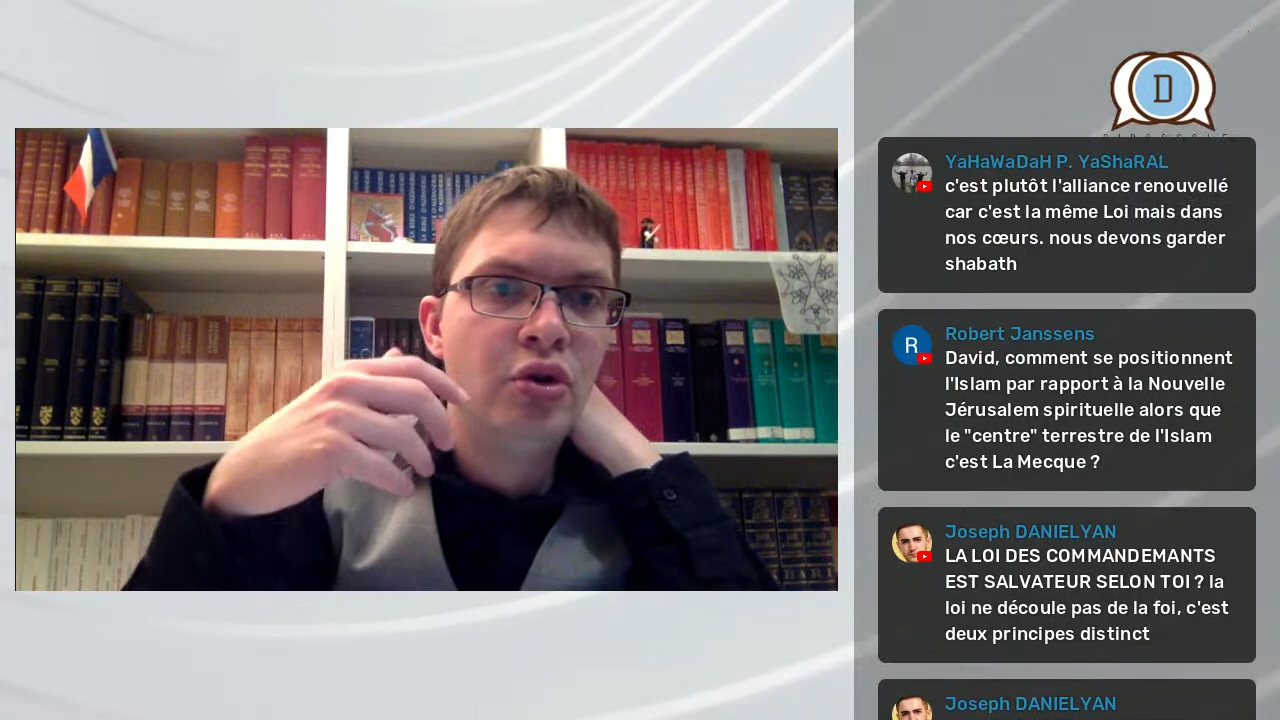 D
YaHaWaDaH P. YaShaRAL
c'est plutôt l'alliance renouvellé
car c'est la même Loi mais dans
nos cœurs. nous devons garder
shabath
R
Robert Janssens
David, comment se positionnent
l'Islam par rapport à la Nouvelle
Jérusalem spirituelle alors que
le "centre" terrestre de l'Islam
c'est La Mecque ?
Joseph DANIELYAN
LA LOI DES COMMANDEMANTS
EST SALVATEUR SELON TOI ? la
loi ne découle pas de la foi, c'est
deux principes distinct
Joseph DANIELYAN